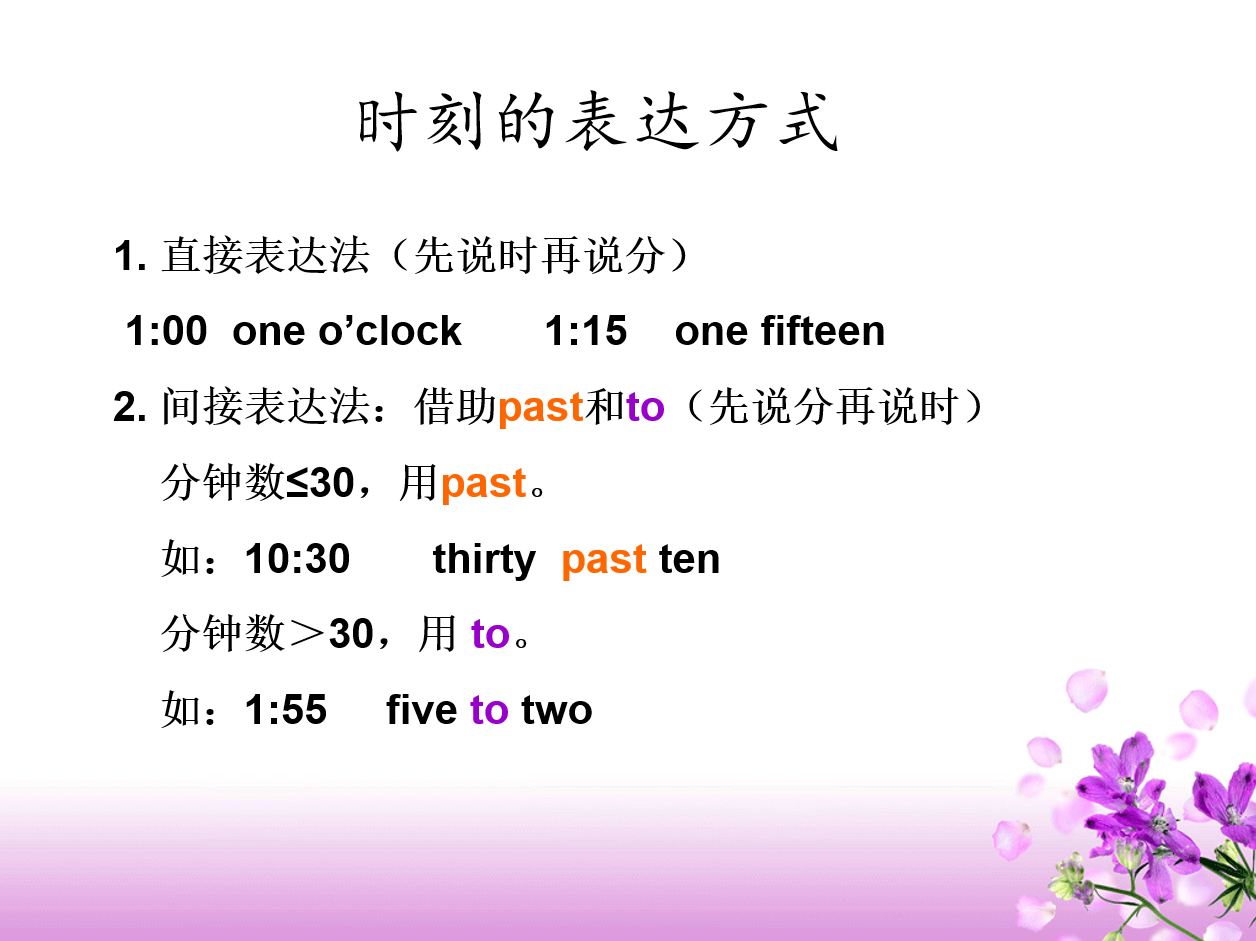 时刻的表达方式
1. 直接表达法（先说时再说分）
1:00 one o’clock 1:15 one fifteen
2. 间接表达法：借助past和to（先说分再说时）
分钟数≤30，用past。
如：10:30 thirty past ten
分钟数＞30，用 to。
如：1:55 five to two